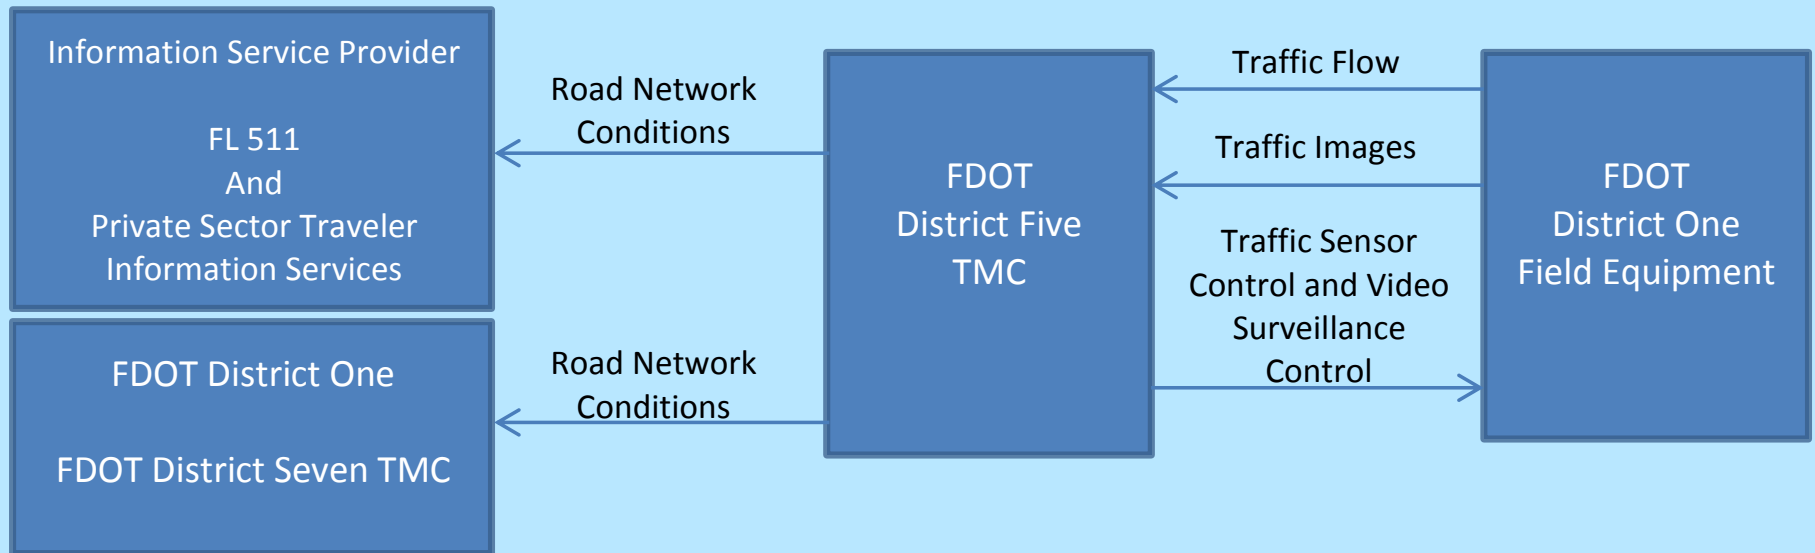 Information Service Provider
FL 511
And
Private Sector Traveler
Information Services
FDOT District One
FDOT District Seven TMC
Road Network
Conditions
Road Network
Conditions
FDOT
District Five
TMC
Traffic Flow
Traffic Images
Traffic Sensor
Control and Video
Surveillance
Control
FDOT
District One
Field Equipment